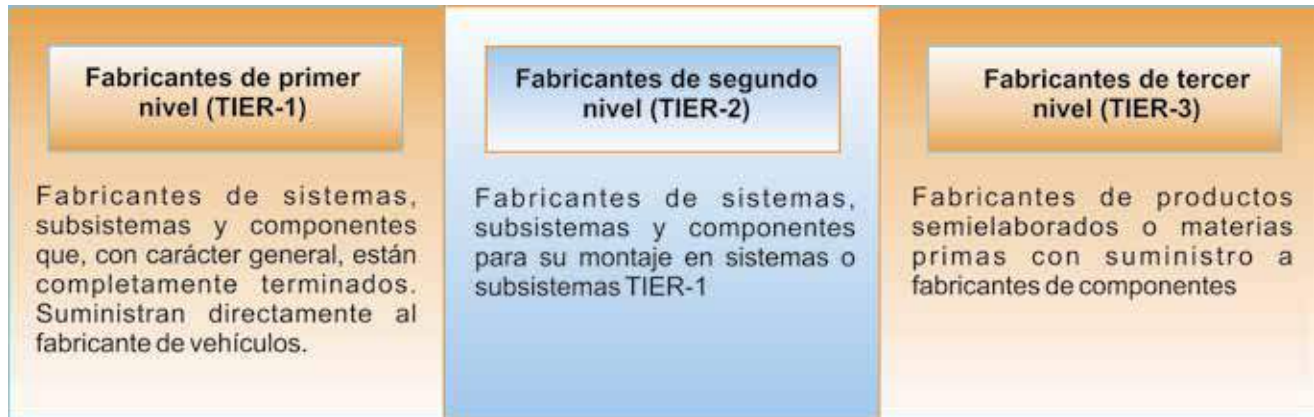 Fabricantes de primer
nivel (TIER-1)
Fabricantes de sistemas,
subsistemas y componentes
que, con carácter general, están
completamente terminados.
Suministran directamente al
fabricante de vehículos.
Fabricantes de segundo
nivel (TIER-2)
Fabricantes de sistemas,
subsistemas y componentes
para su montaje en sistemas o
subsistemas TIER-1
Fabricantes de tercer
nivel (TIER-3)
Fabricantes de productos
semielaborados o materias
primas con suministro a
fabricantes de componentes